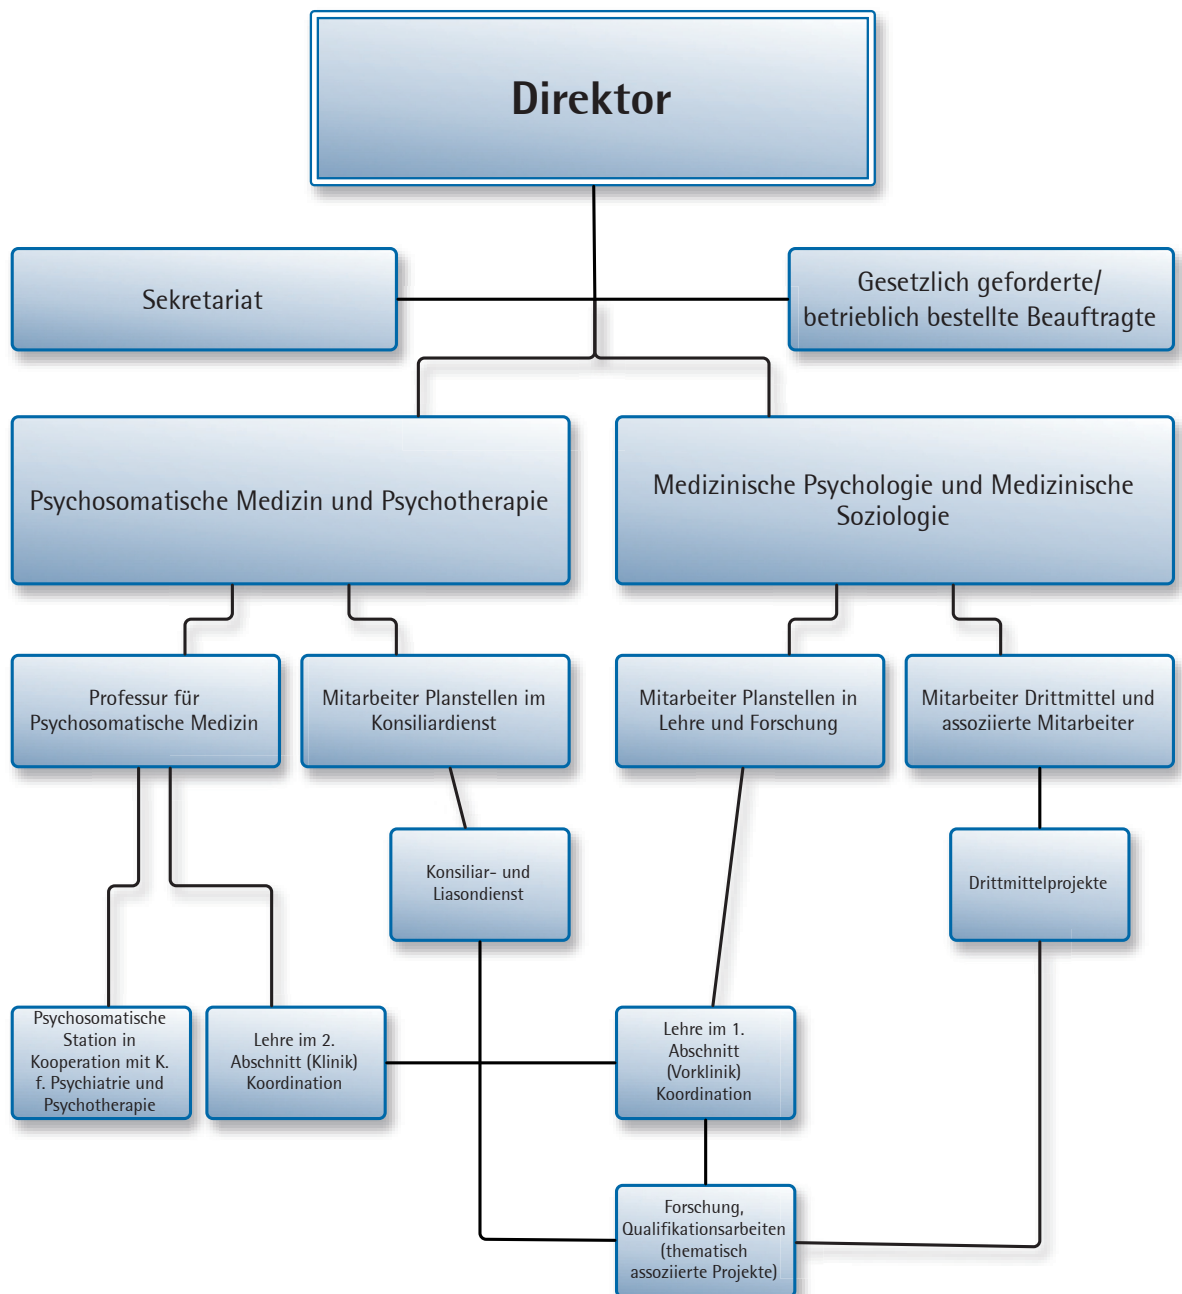 Direktor
Sekretariat
Gesetzlich geforderte/
betrieblich bestellte Beauftragte
Psychosomatische Medizin und Psychotherapie
Medizinische Psychologie und Medizinische
Soziologie
Professur für
Psychosomatische Medizin
Mitarbeiter Planstellen im
Konsiliardienst
Mitarbeiter Planstellen in
Lehre und Forschung
Mitarbeiter Drittmittel und
assoziierte Mitarbeiter
Konsiliar- und
Liasondienst
Drittmittelprojekte
Psychosomatische
Station in
Kooperation mit K.
f. Psychiatrie und
Psychotherapie
Lehre im 2.
Abschnitt (Klinik)
Koordination
Lehre im 1.
Abschnitt
(Vorklinik)
Koordination
Forschung,
Qualifikationsarbeiten
(thematisch
assoziierte Projekte)